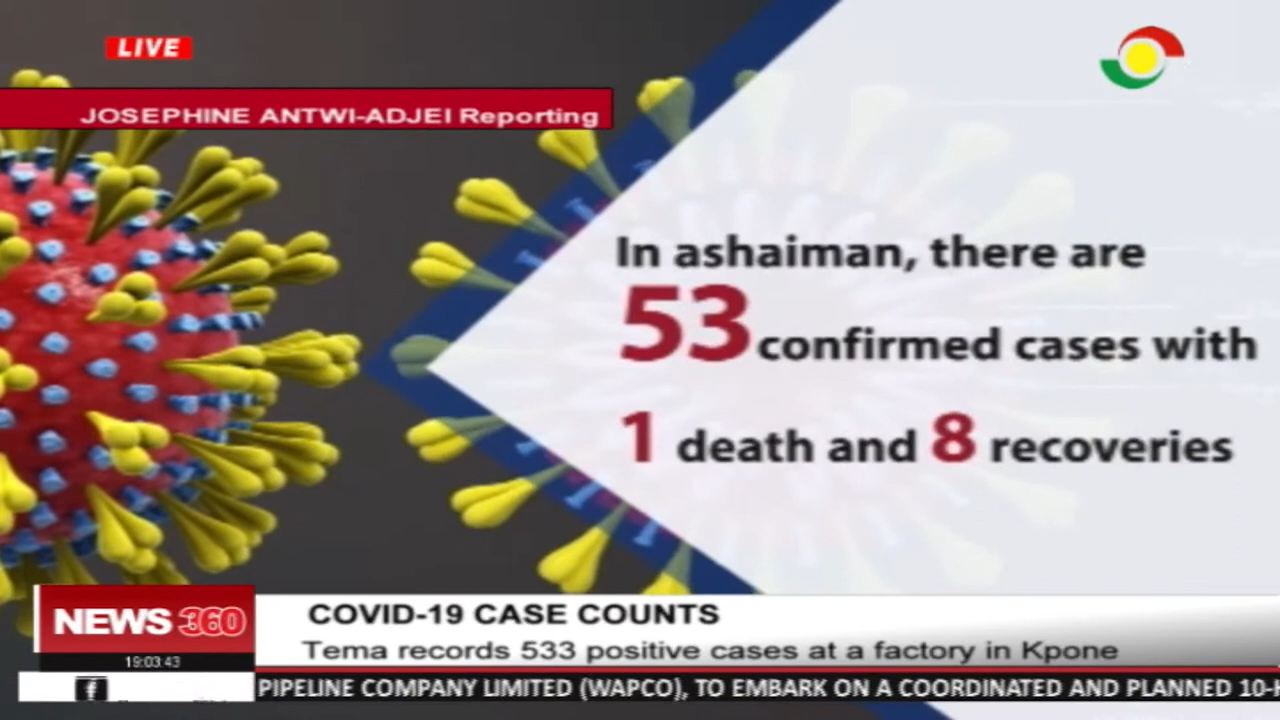 LIVE
JOSEPHINE ANTWI-ADJEI Reporting
In ashaiman, there are
53 confirmed cases with
1 death and 8 recoveries
NEWS 360
19:03:43
COVID-19 CASE COUNTS
Tema records 533 positive cases at a factory in Kpone
f
PIPELINE COMPANY LIMITED (WAPCO), TO EMBARK ON A COORDINATED AND PLANNED 10-